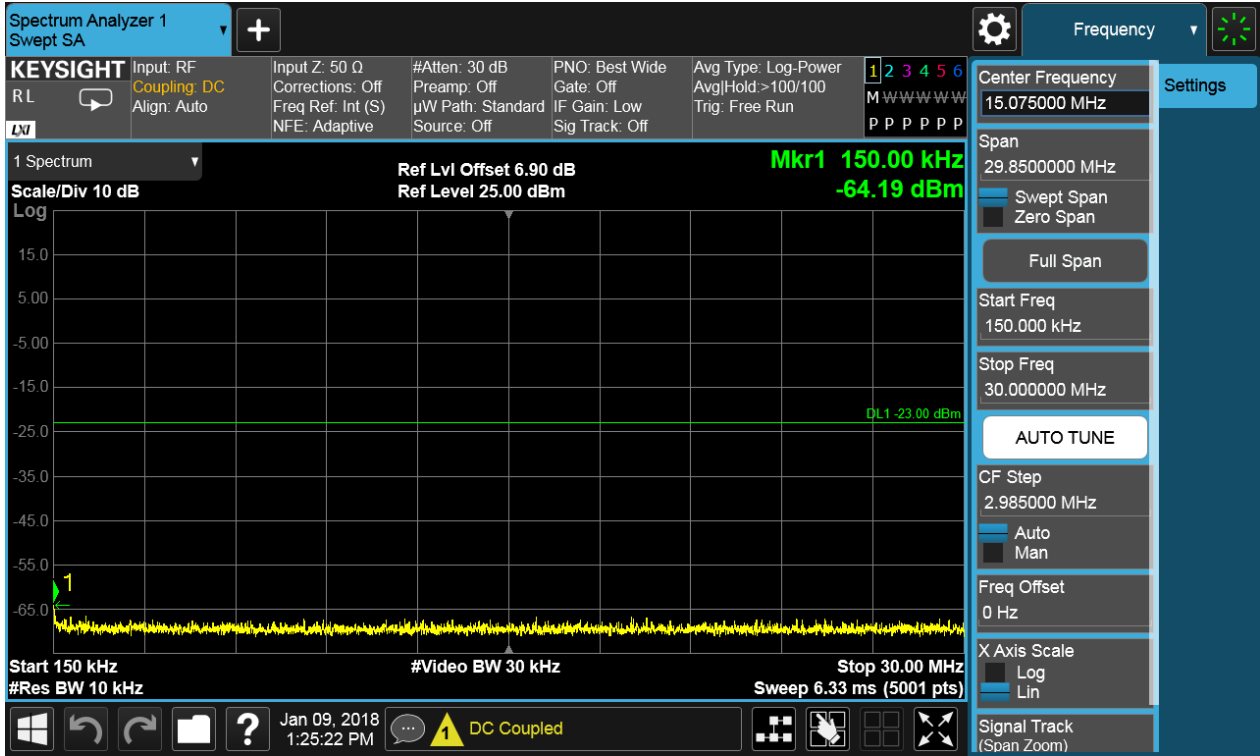 Spectrum Analyzer 1
Swept SA
+
Frequency
KEYSIGHT
RL
LXI
Input: RF
Coupling: DC
Align: Auto
Input Z: 50 Ω
Corrections: Off
Freq Ref: Int (S)
NFE: Adaptive
#Atten: 30 dB
Preamp: Off
µW Path: Standard
Source: Off
PNO: Best Wide
Gate: Off
IF Gain: Low
Sig Track: Off
Avg Type: Log-Power
Avg|Hold:>100/100
Trig: Free Run
1 2 3 4 5 6
M W W W W W
P P P P P P
1 Spectrum
Scale/Div 10 dB
Ref Lvl Offset 6.90 dB
Ref Level 25.00 dBm
Mkr1 150.00 kHz
-64.19 dBm
Log
15.0
5.00
-5.00
-15.0
-25.0
-35.0
-45.0
-55.0
-65.0
DL1 -23.00 dBm
1
Start 150 kHz
#Res BW 10 kHz
#Video BW 30 kHz
Stop 30.00 MHz
Sweep 6.33 ms (5001 pts)
Center Frequency
15.075000 MHz
Span
29.8500000 MHz
Swept Span
Zero Span
Full Span
Start Freq
150.000 kHz
Stop Freq
30.000000 MHz
AUTO TUNE
CF Step
2.985000 MHz
Auto
Man
Freq Offset
0 Hz
X Axis Scale
Log
Lin
Signal Track
(Span Zoom)
Settings
?
Jan 09, 2018
1:25:22 PM
1
DC Coupled